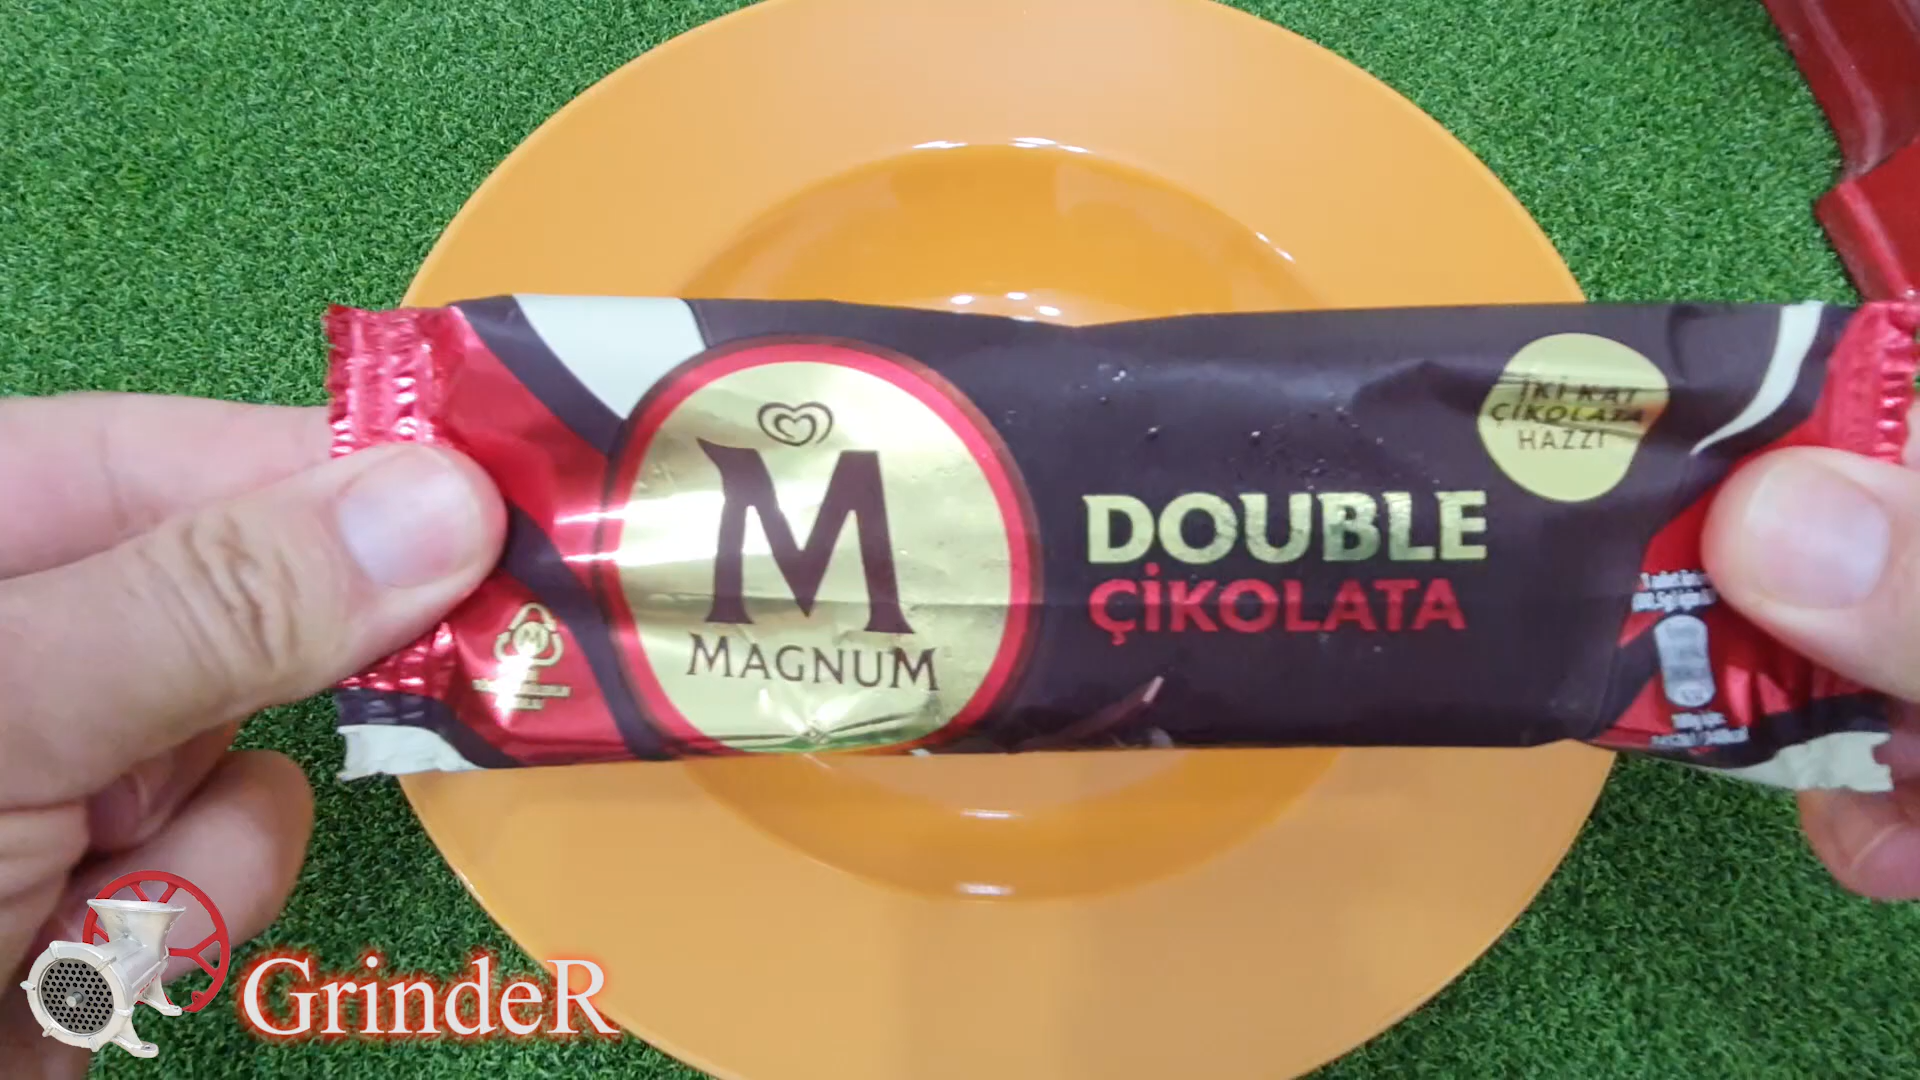 M
MAGNUM
DOUBLE
ÇİKOLATA
İKİ KAT
ÇİKOLATA
HAZZI
GrindeR